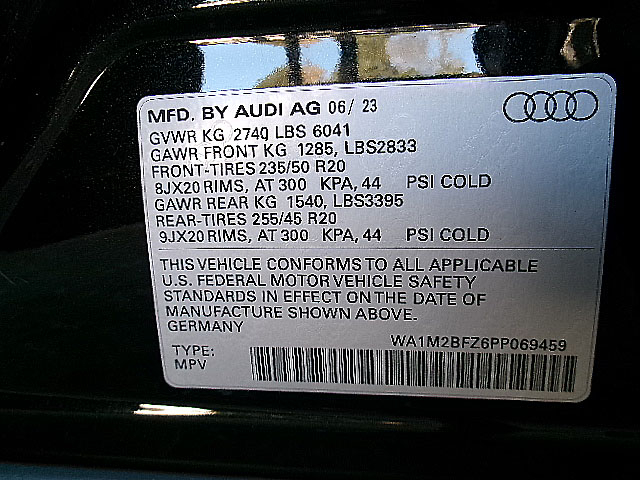 MFD. BY AUDI AG 06/ 23
GVWR KG 2740 LBS 6041
GAWR FRONT KG 1285, LBS2833
FRONT-TIRES 235/50 R20
8JX20 RIMS, AT 300 KPA, 44 PSI COLD
GAWR REAR KG 1540, LBS3395
REAR-TIRES 255/45 R20
9JX20 RIMS, AT 300 KPA, 44 PSI COLD
THIS VEHICLE CONFORMS TO ALL APPLICABLE
U.S. FEDERAL MOTOR VEHICLE SAFETY
STANDARDS IN EFFECT ON THE DATE OF
MANUFACTURE SHOWN ABOVE.
GERMANY
WA1M2BFZ6PP069459
TYPE:
MPV